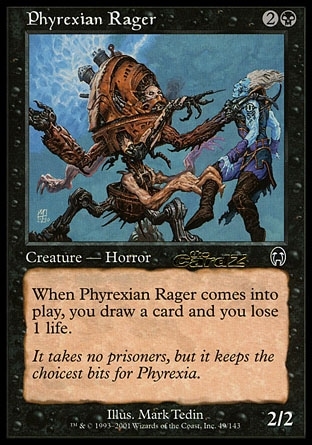 Phyrexian Rager 2
Creature — Horror
When Phyrexian Rager comes into
play, you draw a card and you lose
1 life.
It takes no prisoners, but it keeps the
choicest bits for Phyrexia.
2/2
Illus. Mark Tedin
™ & © 1993–2001 Wizards of the Coast, Inc. 49/143